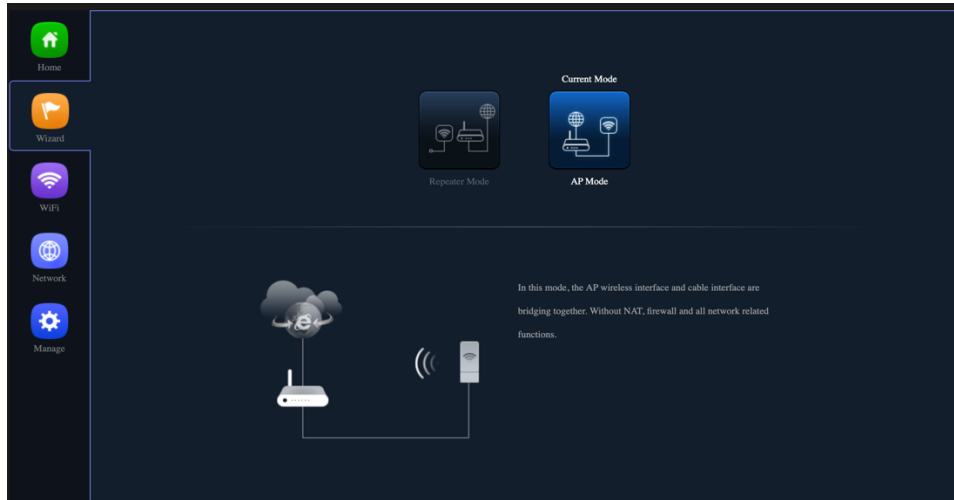 Home
Wizard
WiFi
Network
Manage
Current Mode
Repeater Mode
AP Mode
In this mode, the AP wireless interface and cable interface are
bridging together. Without NAT, firewall and all network related
functions.